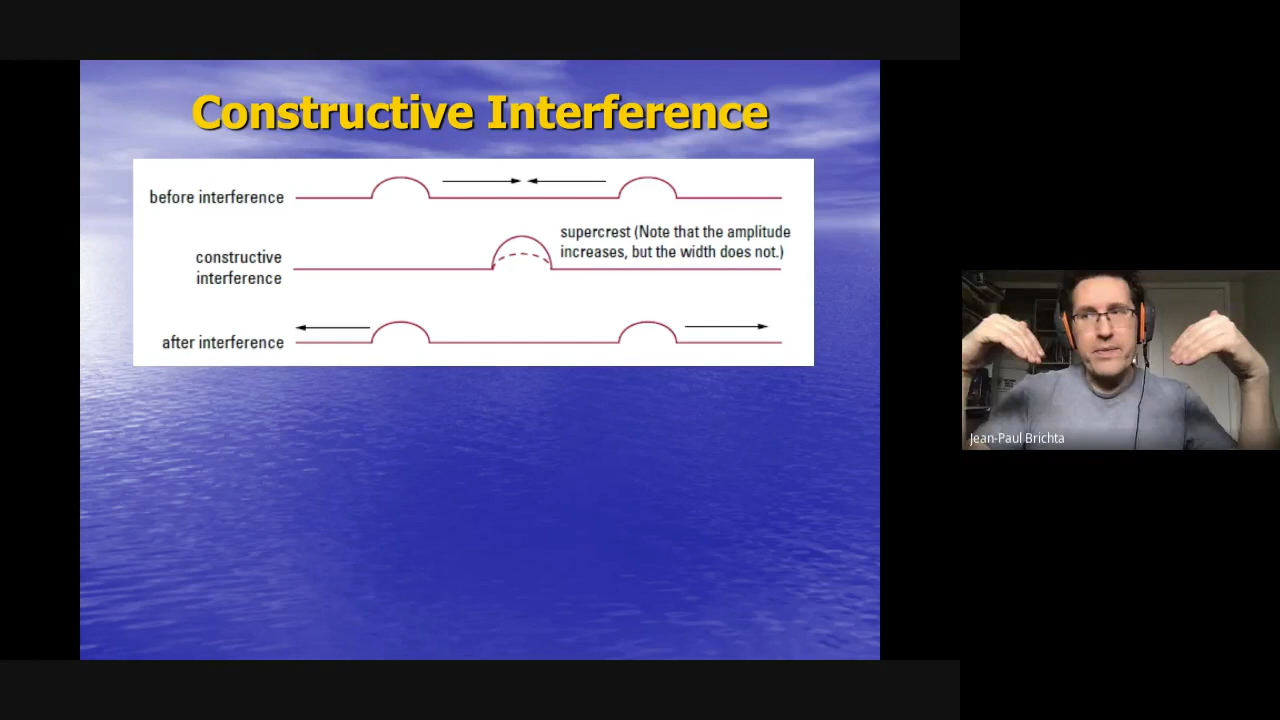 Constructive Interference
before interference
supercrest (Note that the amplitude
increases, but the width does not.)
constructive
interference
after interference
Jean-Paul Brichta